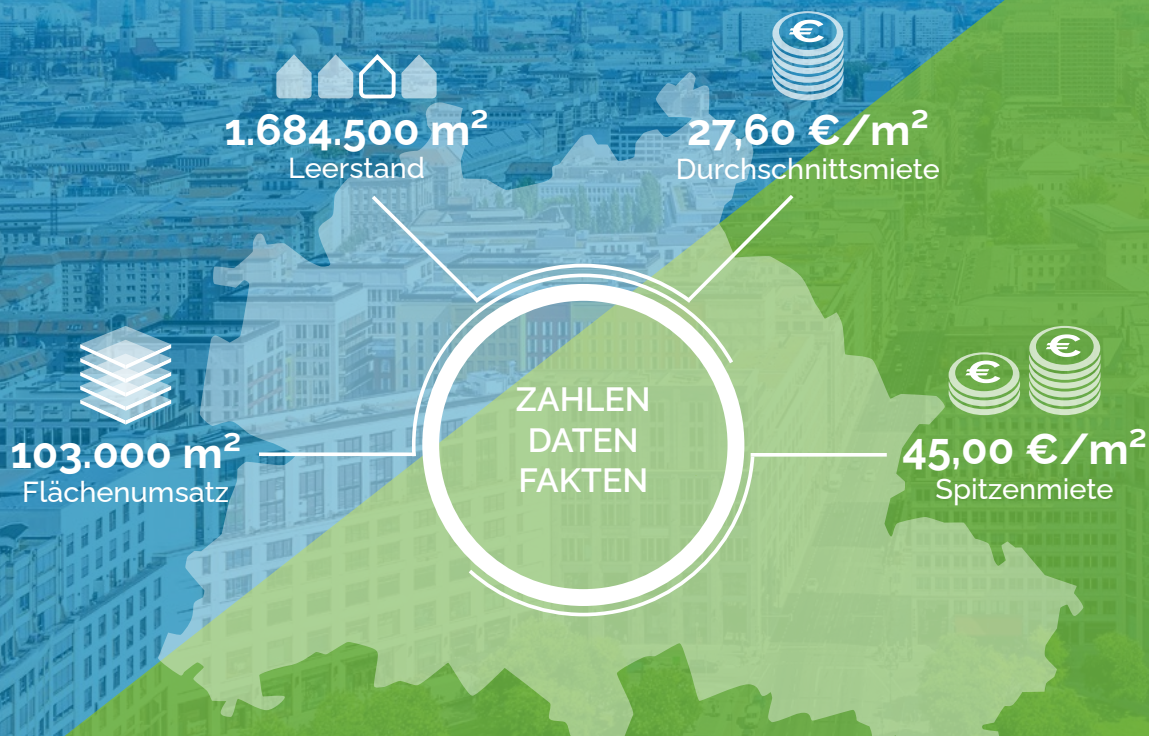 1.684.500 m²
Leerstand
27,60 €/m²
Durchschnittsmiete
103.000 m²
Flächenumsatz
ZAHLEN
DATEN
FAKTEN
€
€
€
45,00 €/m²
Spitzenmiete